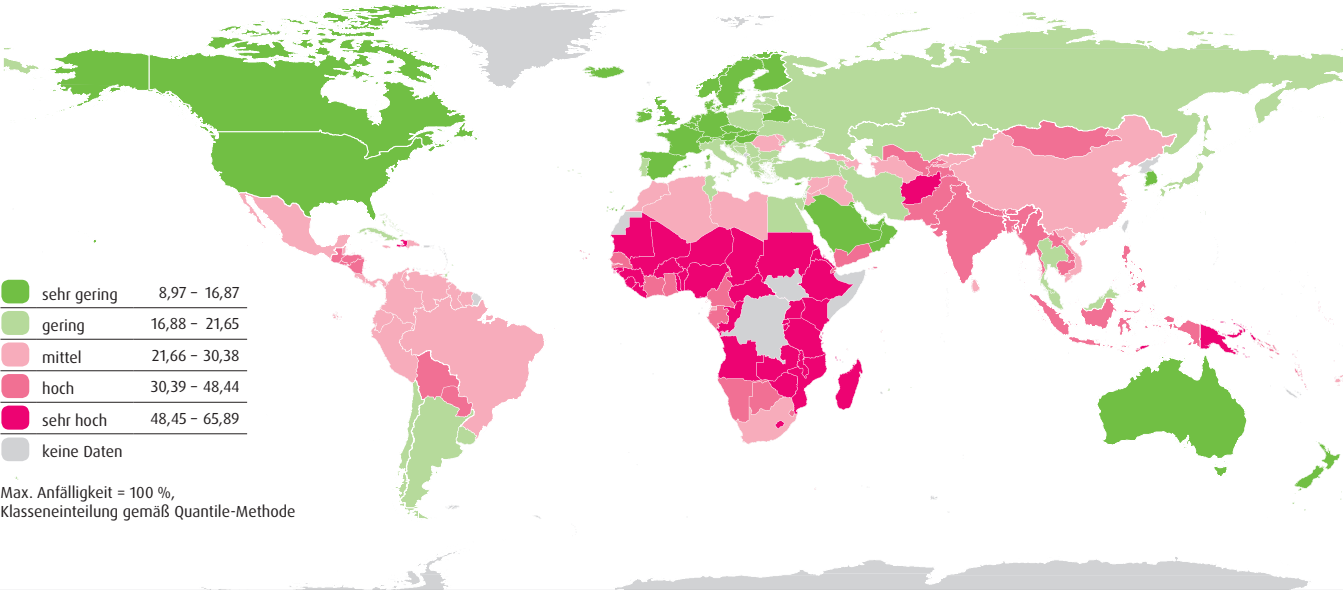 sehr gering 8,97 – 16,87
gering 16,88 – 21,65
mittel 21,66 – 30,38
hoch 30,39 – 48,44
sehr hoch 48,45 – 65,89
keine Daten
Max. Anfälligkeit = 100 %,
Klasseneinteilung gemäß Quantile-Methode